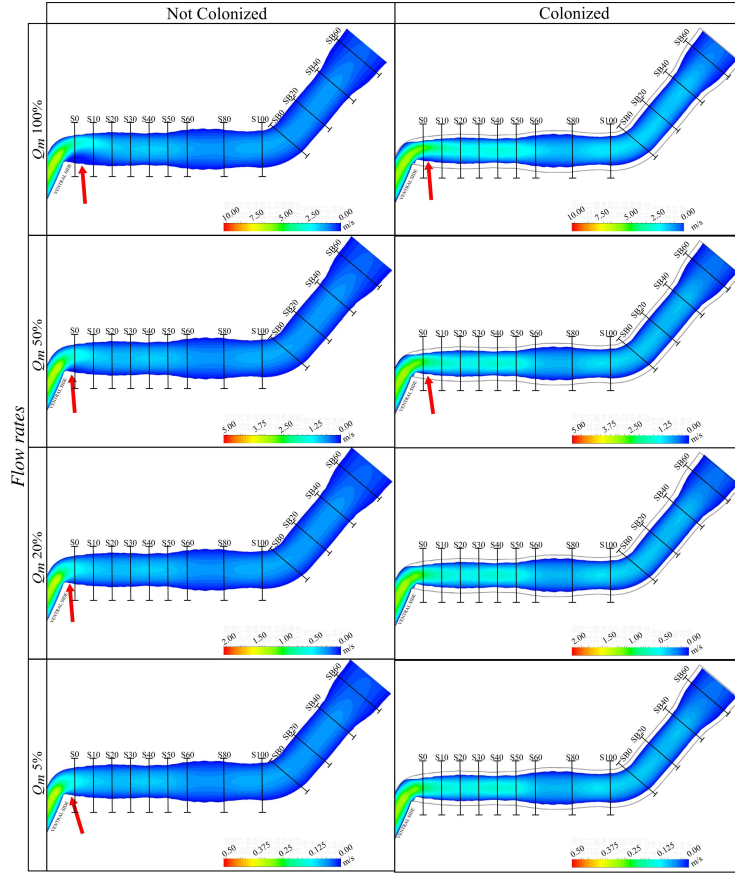 Not Colonized
Colonized
Flow rates
Qm 100%
S0 S10 S20 S30 S40 S50 S60 S80 S100 SB0 SB20 SB40 SB60
VENTRAL SIDE
10.00 7.50 5.00 2.50 0.00
m/s
S0 S10 S20 S30 S40 S50 S60 S80 S100 SB0 SB20 SB40 SB60
VENTRAL SIDE
10.00 7.50 5.00 2.50 0.00
m/s
Qm 50%
S0 S10 S20 S30 S40 S50 S60 S80 S100 SB0 SB20 SB40 SB60
VENTRAL SIDE
5.00 3.75 2.50 1.25 0.00
m/s
S0 S10 S20 S30 S40 S50 S60 S80 S100 SB0 SB20 SB40 SB60
VENTRAL SIDE
5.00 3.75 2.50 1.25 0.00
m/s
Qm 20%
S0 S10 S20 S30 S40 S50 S60 S80 S100 SB0 SB20 SB40 SB60
VENTRAL SIDE
2.00 1.50 1.00 0.50 0.00
m/s
S0 S10 S20 S30 S40 S50 S60 S80 S100 SB0 SB20 SB40 SB60
VENTRAL SIDE
2.00 1.50 1.00 0.50 0.00
m/s
Qm 5%
S0 S10 S20 S30 S40 S50 S60 S80 S100 SB0 SB20 SB40 SB60
VENTRAL SIDE
0.50 0.375 0.25 0.125 0.00
m/s
S0 S10 S20 S30 S40 S50 S60 S80 S100 SB0 SB20 SB40 SB60
VENTRAL SIDE
0.50 0.375 0.25 0.125 0.00
m/s